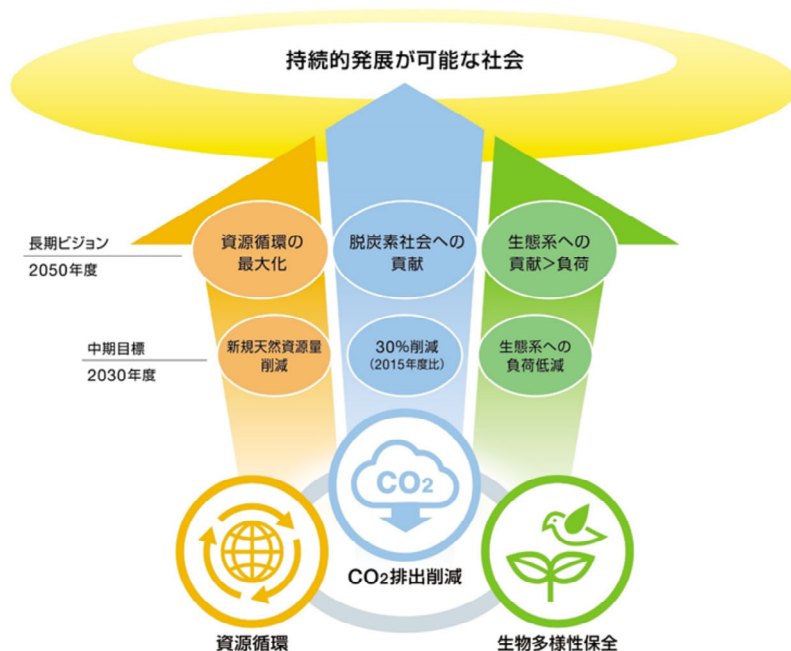 持続的発展が可能な社会
長期ビジョン
2050年度
資源循環の
最大化
脱炭素社会への
貢献
生態系への
貢献>負荷
中期目標
2030年度
新規天然資源量
削減
30%削減
(2015年度比)
生態系への
負荷低減
CO2
CO2排出削減
資源循環
生物多様性保全